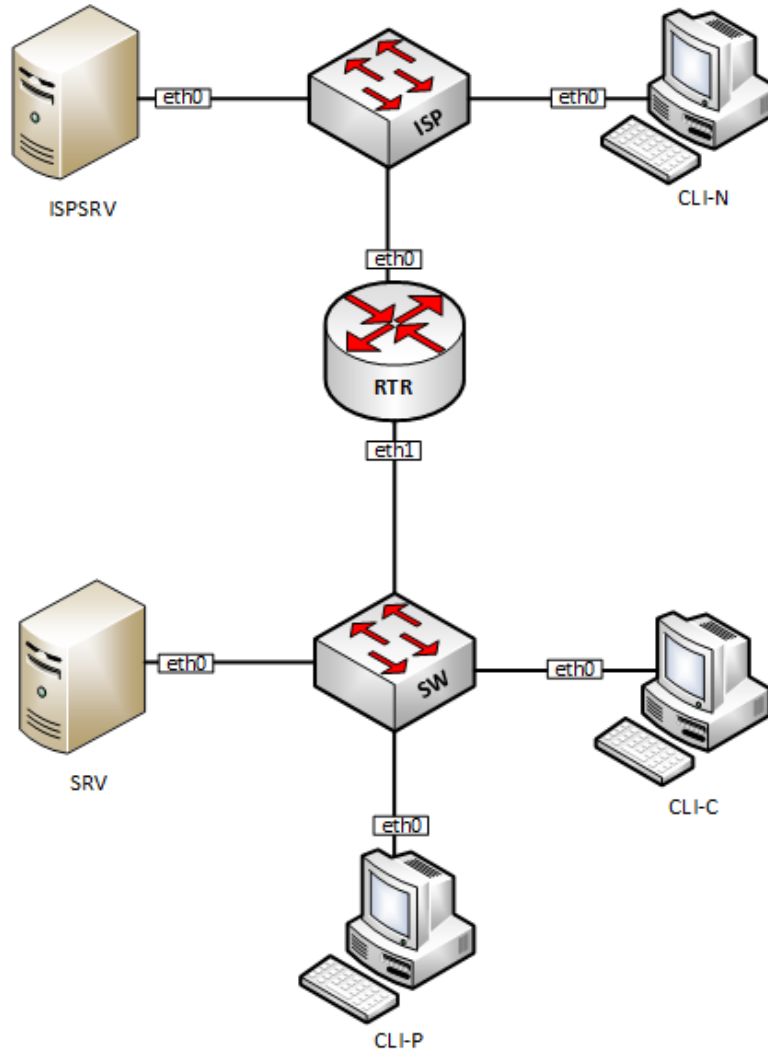 eth0
ISP
eth0
ISPSRV
CLI-N
eth0
RTR
eth1
eth0
SW
eth0
SRV
CLI-C
eth0
CLI-P